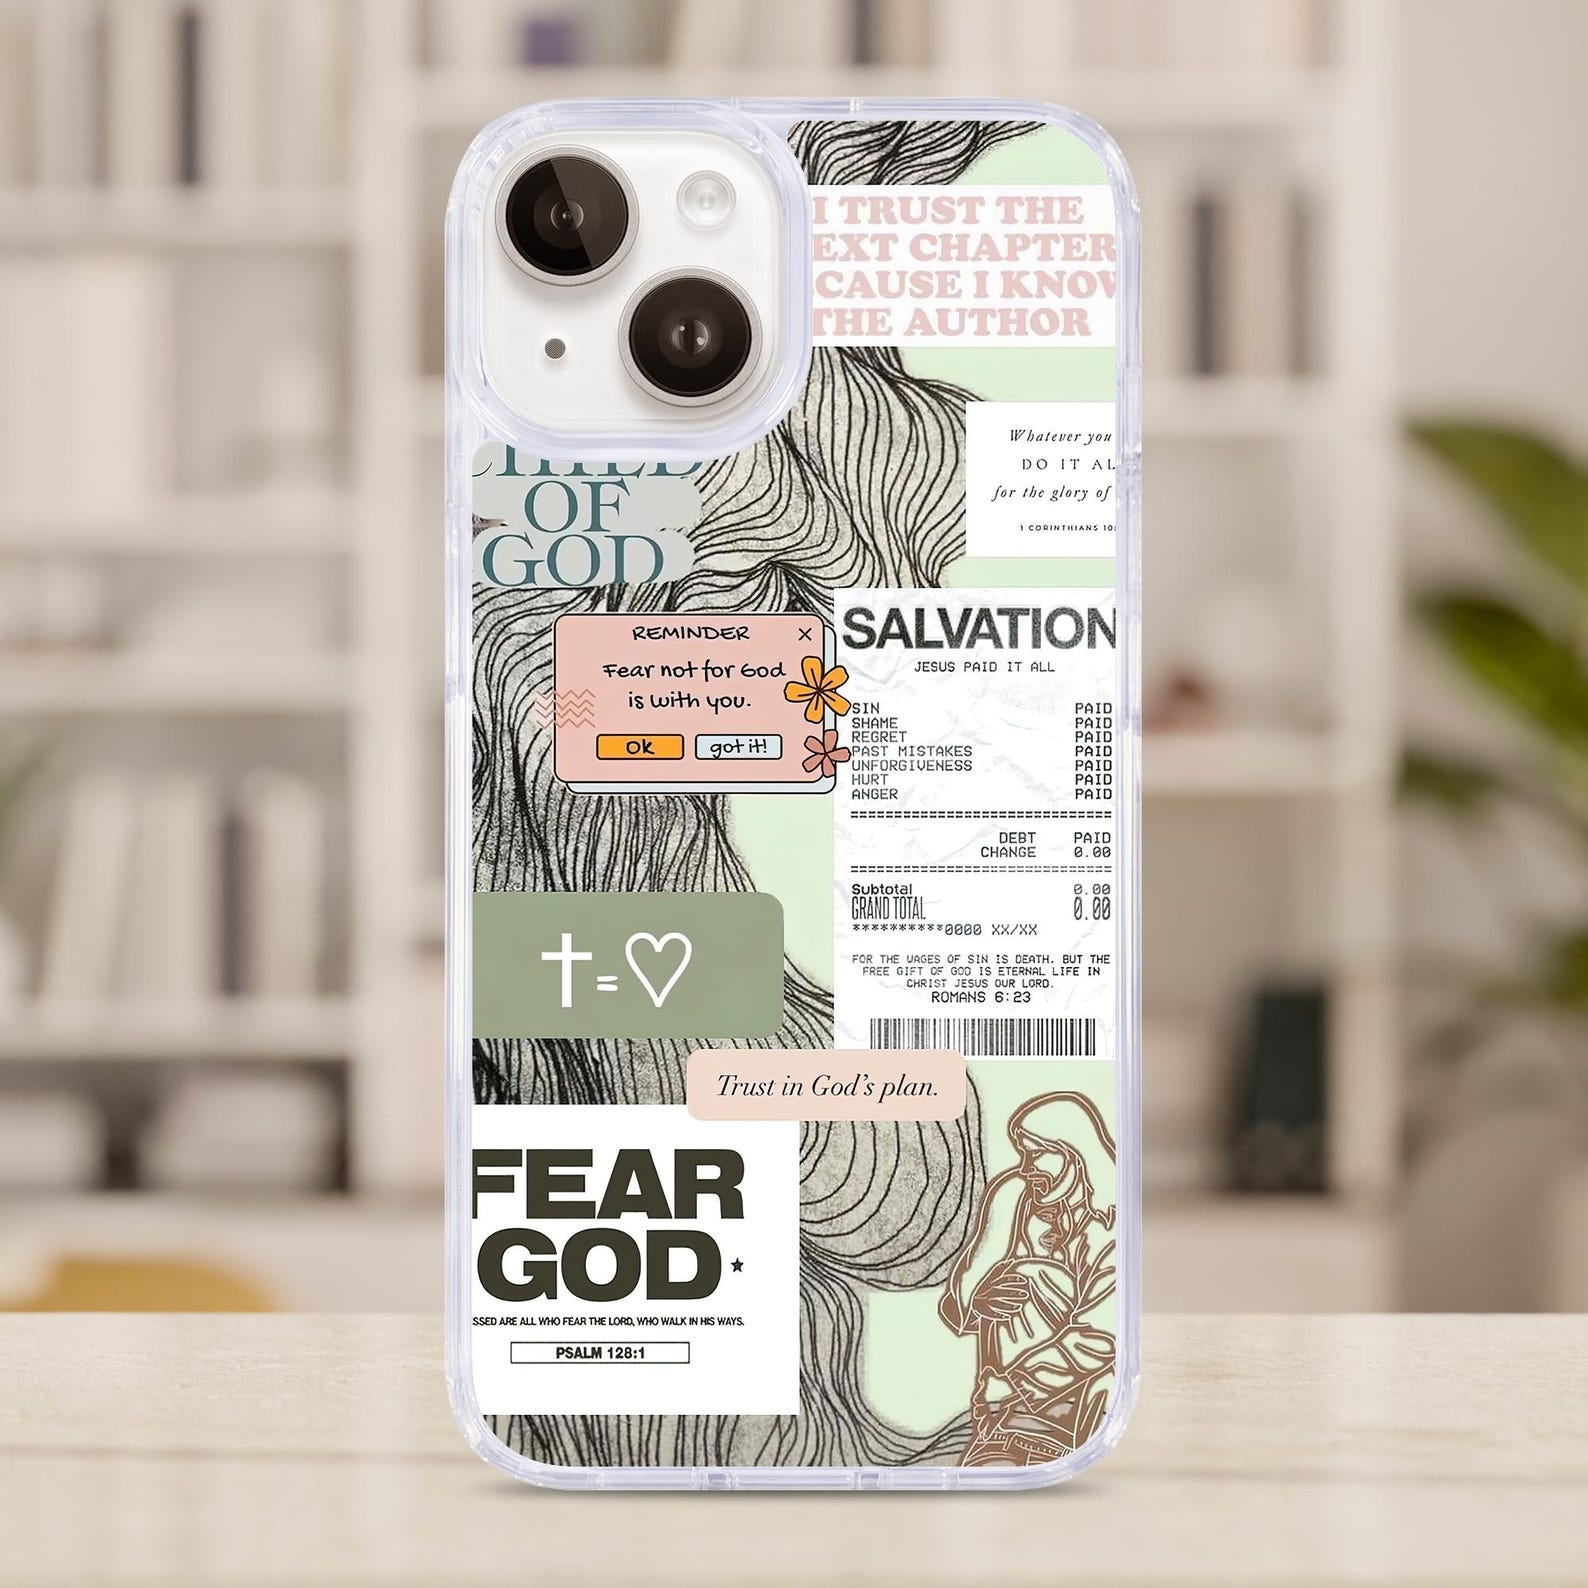 I TRUST THE
EXT CHAPTER
CAUSE I KNOW
THE AUTHOR
Whatever you
DO IT AL
for the glory of
1 CORINTHIANS 10:
CHILD
OF
GOD
REMINDER ×
Fear not for God
is with you.
Ok got it!
SALVATION
JESUS PAID IT ALL
SIN PAID
SHAME PAID
REGRET PAID
PAST MISTAKES PAID
UNFORGIVENESS PAID
HURT PAID
ANGER PAID
DEBT PAID
CHANGE 0.00
Subtotal 0.00
GRAND TOTAL 0.00
**********0000 XX/XX
FOR THE WAGES OF SIN IS DEATH, BUT THE
FREE GIFT OF GOD IS ETERNAL LIFE IN
CHRIST JESUS OUR LORD.
ROMANS 6:23
=
Trust in God's plan.
FEAR
GOD
SSED ARE ALL WHO FEAR THE LORD, WHO WALK IN HIS WAYS.
PSALM 128:1